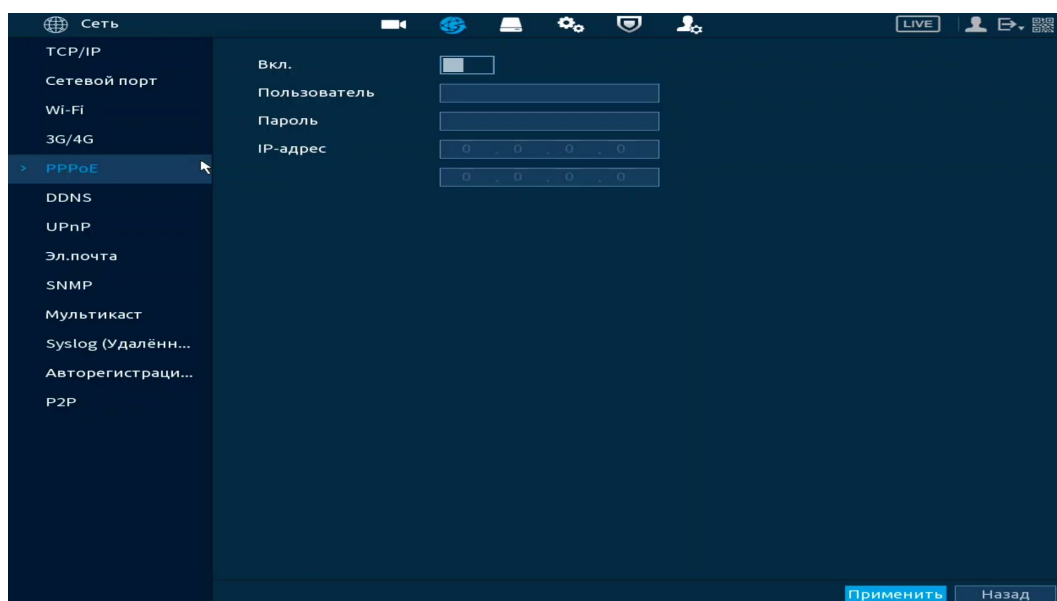 Сеть
LIVE
TCP/IP
Сетевой порт
Wi-Fi
3G/4G
> PPPoE
DDNS
UPnP
Эл.почта
SNMP
Мультикаст
Syslog (Удалённ...
Авторегистраци...
P2P
Вкл.
Пользователь
Пароль
IP-адрес
0 . 0 . 0 . 0
0 . 0 . 0 . 0
Применить
Назад